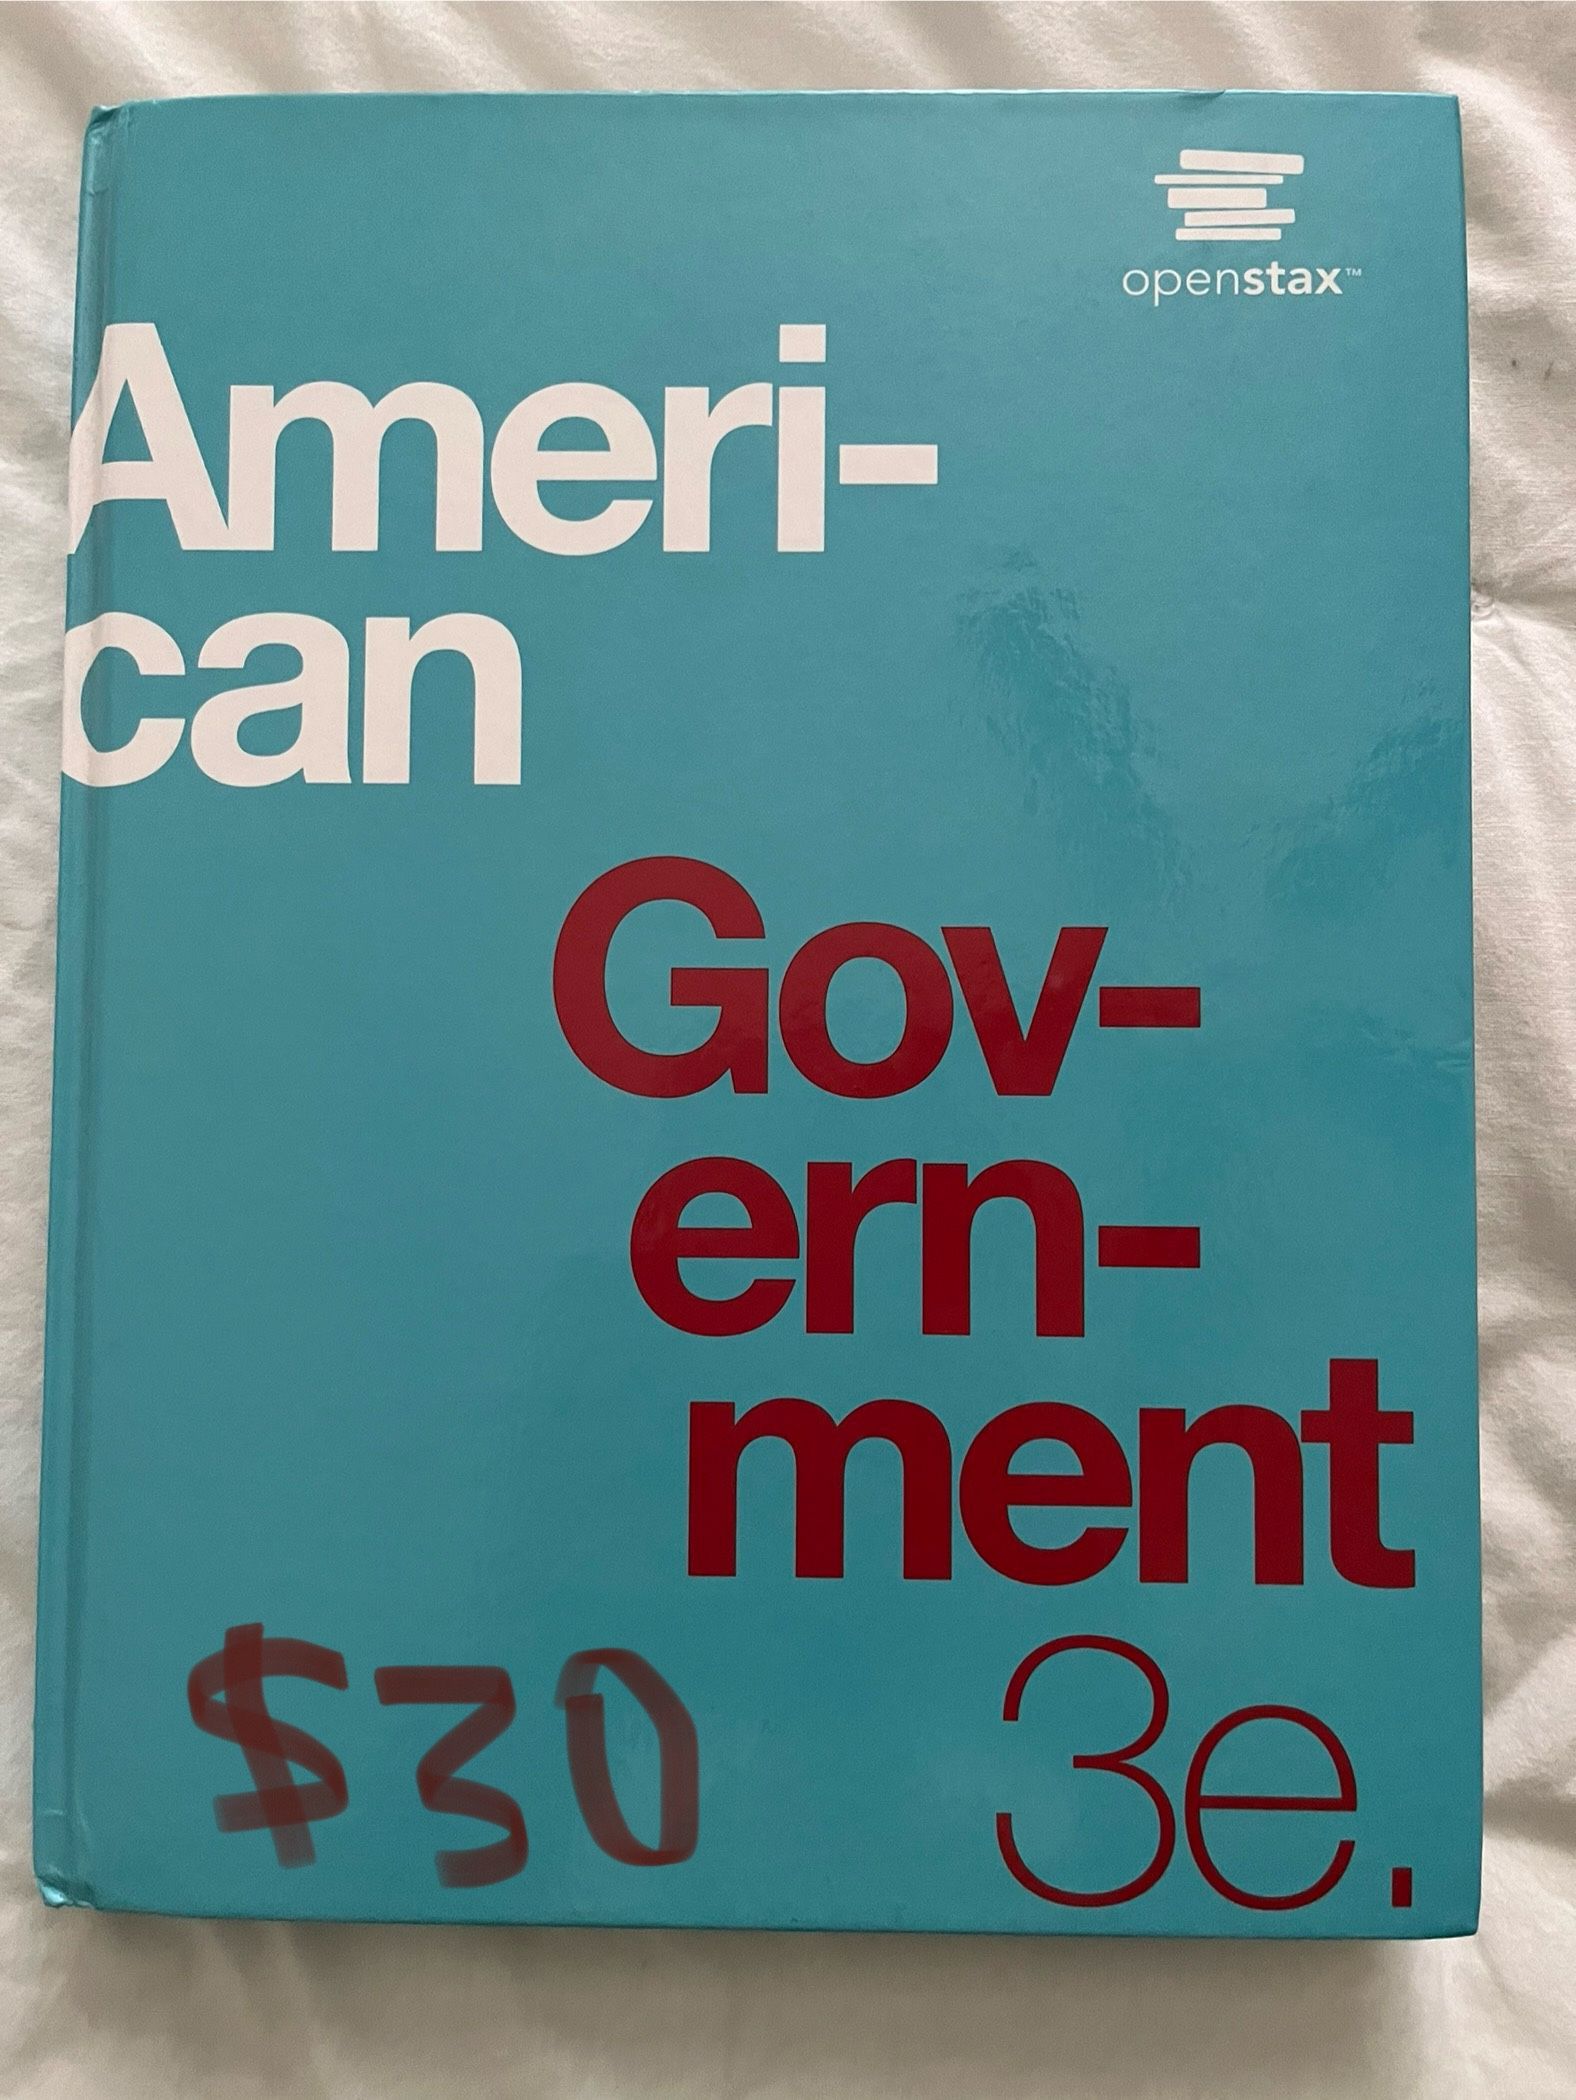 openstax™
Ameri-
can
Gov-
ern-
ment
$30
3e.